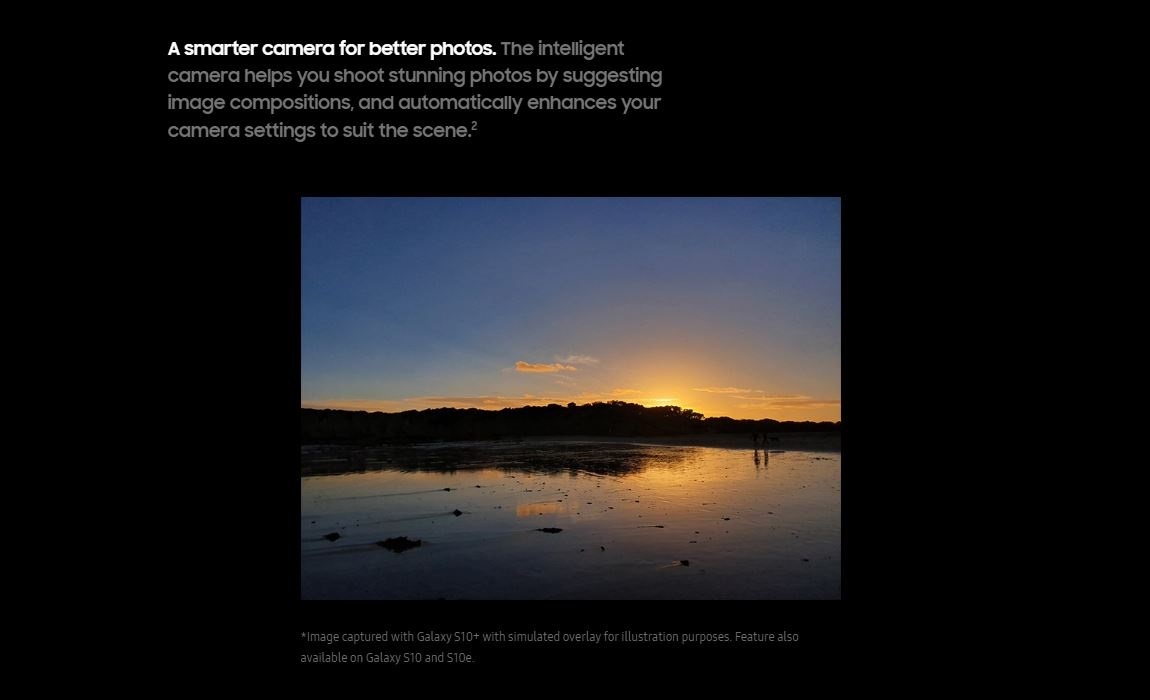 A smarter camera for better photos. The intelligent
camera helps you shoot stunning photos by suggesting
image compositions, and automatically enhances your
camera settings to suit the scene.²
*Image captured with Galaxy S10+ with simulated overlay for illustration purposes. Feature also
available on Galaxy S10 and S10e.